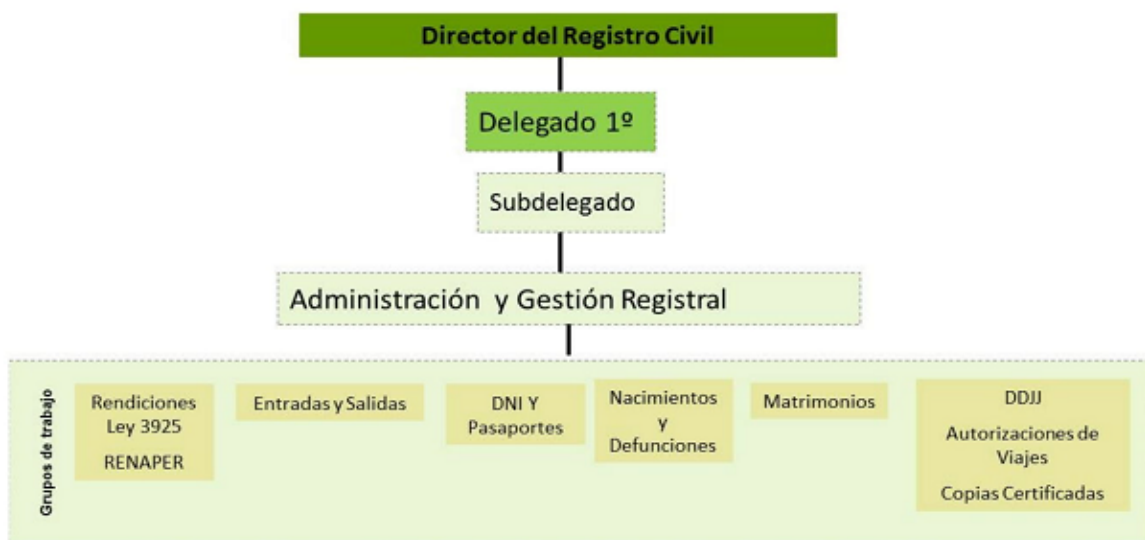 Director del Registro Civil
Delegado 1º
Subdelegado
Administración y Gestión Registral
Grupos de trabajo
Rendiciones
Ley 3925
RENAPER
Entradas y Salidas
DNI Y
Pasaportes
Nacimientos
y
Defunciones
Matrimonios
DDJJ
Autorizaciones de
Viajes
Copias Certificadas